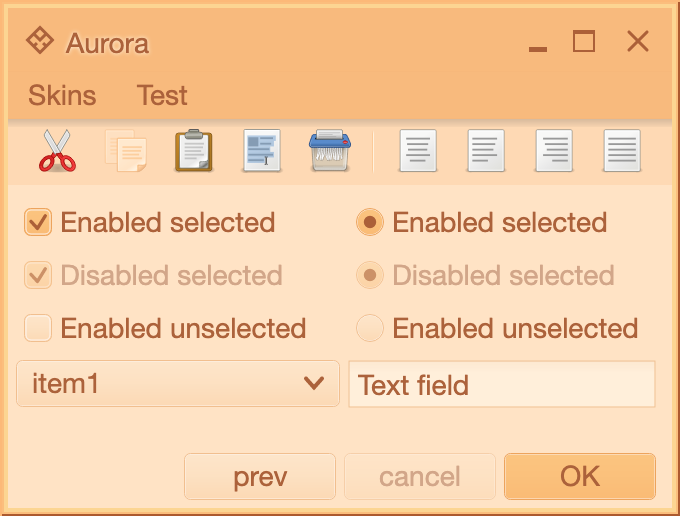 Aurora
Skins Test
Enabled selected Enabled selected
Disabled selected Disabled selected
Enabled unselected Enabled unselected
item1 Text field
prev cancel OK